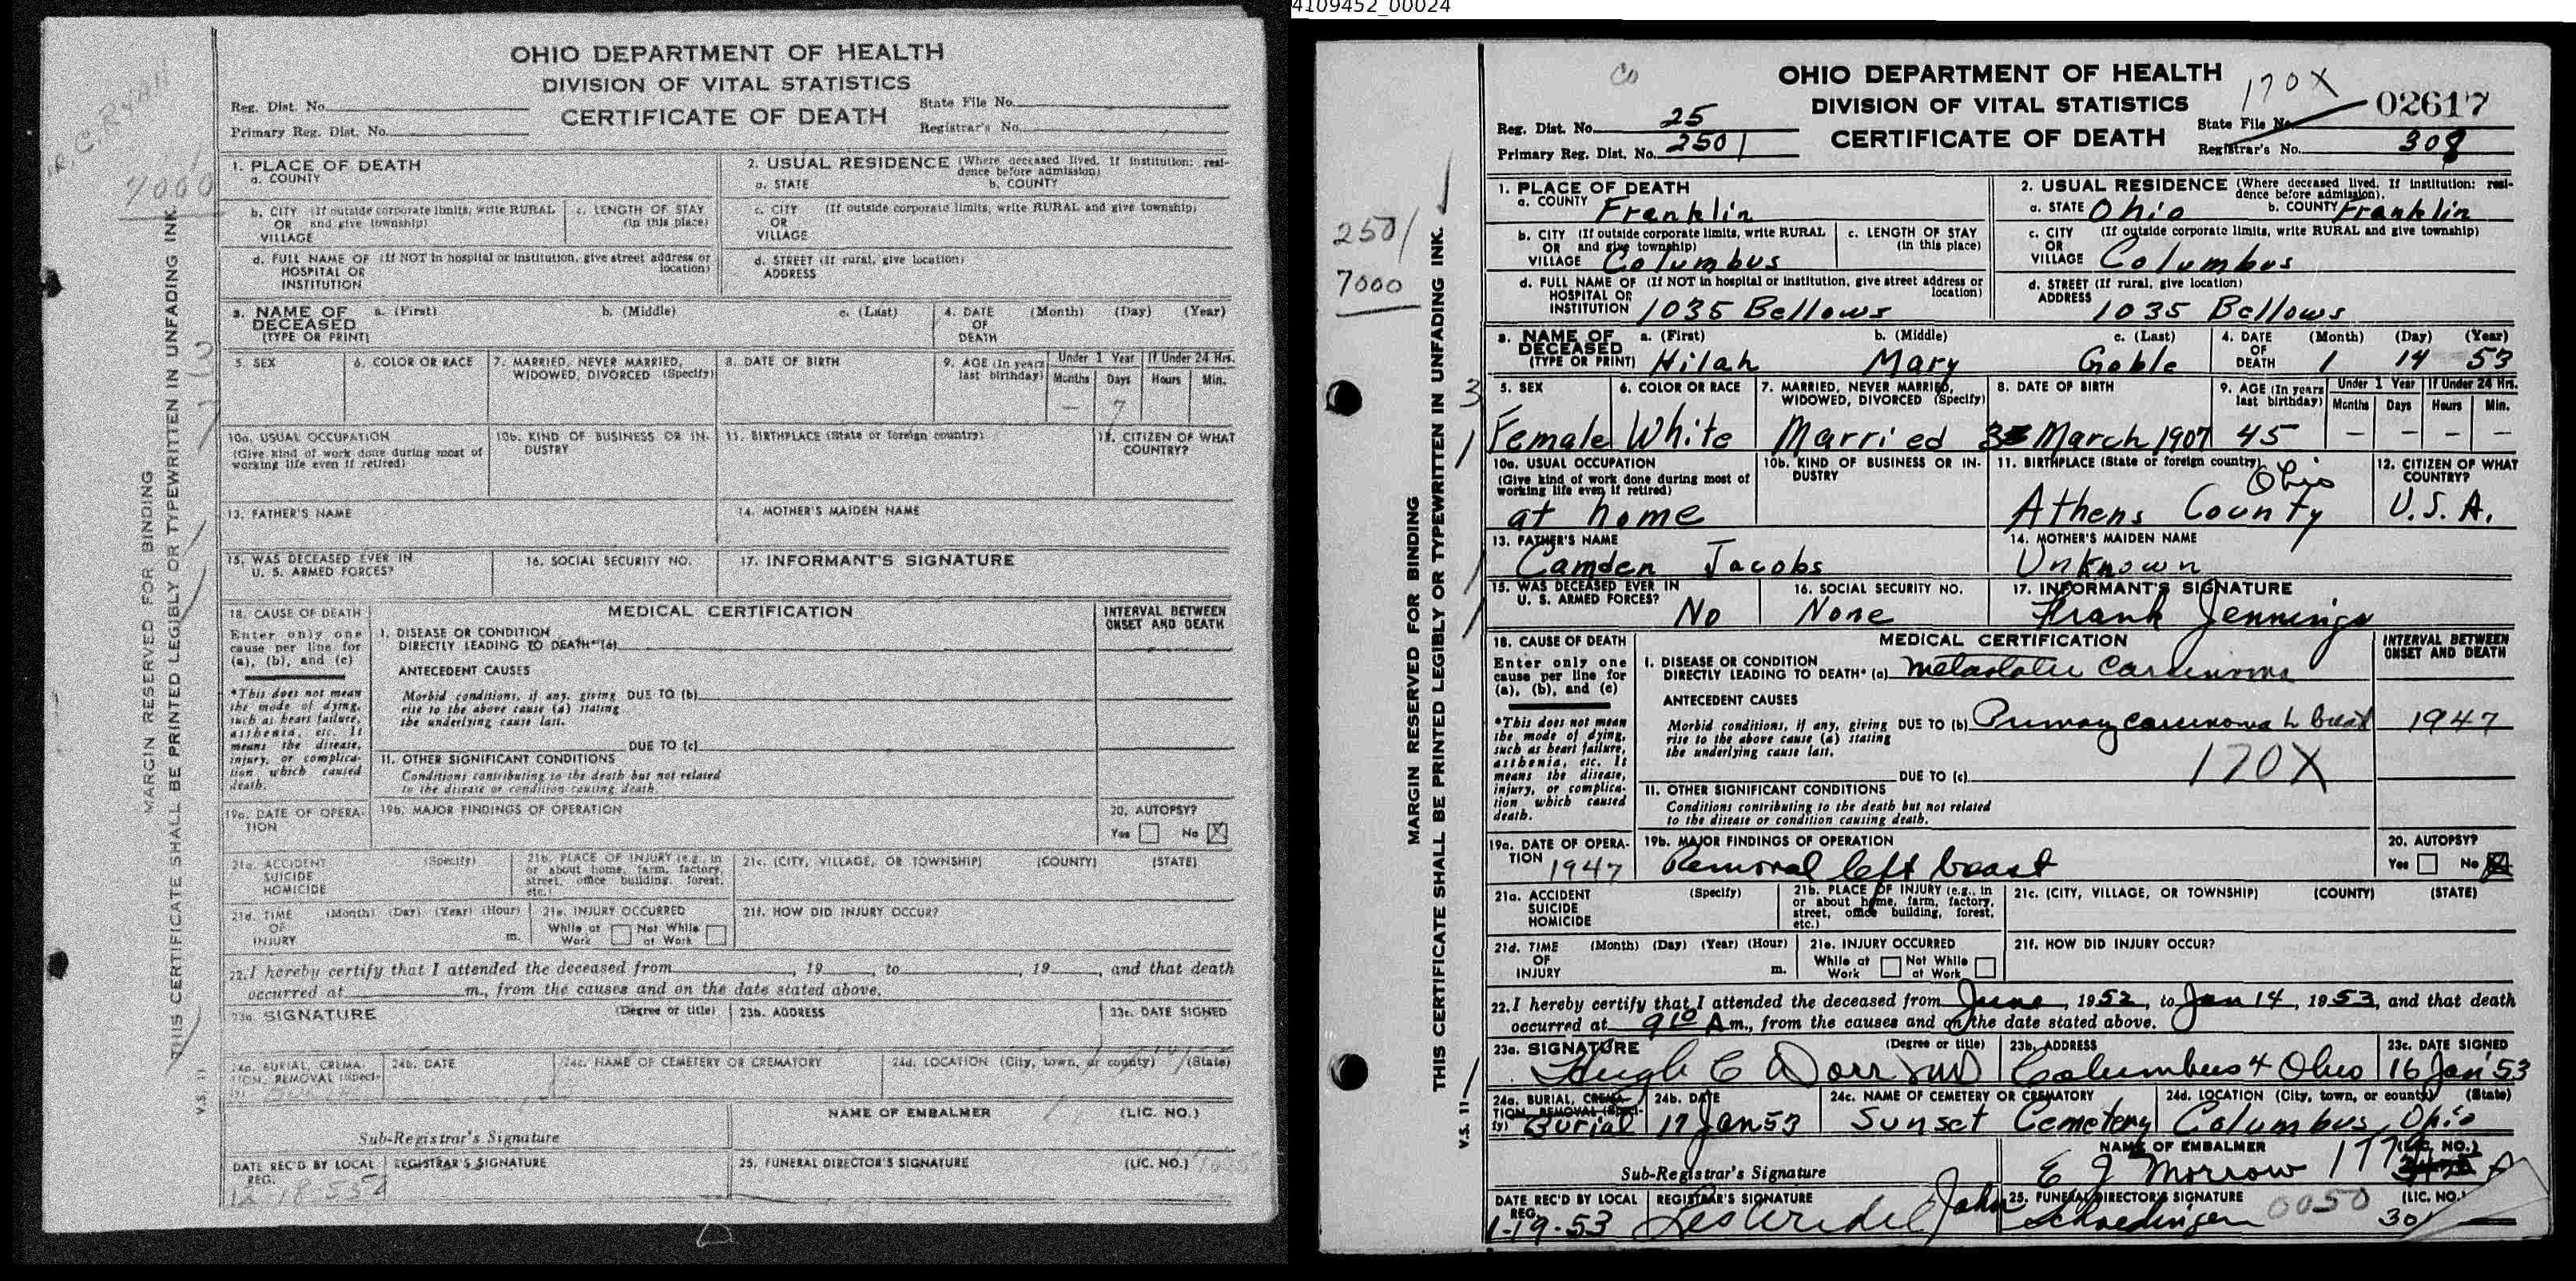 OHIO DEPARTMENT OF HEALTH
DIVISION OF VITAL STATISTICS
CERTIFICATE OF DEATH
Reg. Dist. No.
Primary Reg. Dist. No.
State File No.
Registrar's No.
7000
1. PLACE OF DEATH
a. COUNTY
2. USUAL RESIDENCE (Where deceased lived. If institution: residence before admission)
a. STATE b. COUNTY
b. CITY (If outside corporate limits, write RURAL
OR and give township)
VILLAGE
c. LENGTH OF STAY
(in this place)
c. CITY (If outside corporate limits, write RURAL and give township)
OR
VILLAGE
d. FULL NAME OF (If NOT in hospital or institution, give street address or
HOSPITAL OR location)
INSTITUTION
d. STREET (If rural, give location)
ADDRESS
3. NAME OF a. (First) b. (Middle) c. (Last)
DECEASED
(TYPE OR PRINT)
4. DATE (Month) (Day) (Year)
OF
DEATH
5. SEX
6. COLOR OR RACE
7. MARRIED, NEVER MARRIED,
WIDOWED, DIVORCED (Specify)
8. DATE OF BIRTH
9. AGE (In years
last birthday)
Under 1 Year If Under 24 Hrs.
Months Days Hours Min.
— 7
10a. USUAL OCCUPATION
(Give kind of work done during most of
working life even if retired)
10b. KIND OF BUSINESS OR IN-
DUSTRY
11. BIRTHPLACE (State or foreign country)
12. CITIZEN OF WHAT
COUNTRY?
13. FATHER'S NAME
14. MOTHER'S MAIDEN NAME
15. WAS DECEASED EVER IN
U. S. ARMED FORCES?
16. SOCIAL SECURITY NO.
17. INFORMANT'S SIGNATURE
18. CAUSE OF DEATH
Enter only one
cause per line for
(a), (b), and (c)
*This does not mean
the mode of dying,
such as heart failure,
asthenia, etc. It
means the disease,
injury, or complica-
tion which caused
death.
MEDICAL CERTIFICATION
I. DISEASE OR CONDITION
DIRECTLY LEADING TO DEATH* (a)
ANTECEDENT CAUSES
Morbid conditions, if any, giving DUE TO (b)
rise to the above cause (a) stating
the underlying cause last.
DUE TO (c)
II. OTHER SIGNIFICANT CONDITIONS
Conditions contributing to the death but not related
to the disease or condition causing death.
INTERVAL BETWEEN
ONSET AND DEATH
19a. DATE OF OPERA-
TION
19b. MAJOR FINDINGS OF OPERATION
20. AUTOPSY?
Yes No X
21a. ACCIDENT (Specify)
SUICIDE
HOMICIDE
21b. PLACE OF INJURY (e.g., in
or about home, farm, factory,
street, office building, forest,
etc.)
21c. (CITY, VILLAGE, OR TOWNSHIP) (COUNTY) (STATE)
21d. TIME (Month) (Day) (Year) (Hour)
OF
INJURY m.
21e. INJURY OCCURRED
While at Not While
Work at Work
21f. HOW DID INJURY OCCUR?
22. I hereby certify that I attended the deceased from , 19 , to , 19 , and that death
occurred at m., from the causes and on the date stated above.
23a. SIGNATURE (Degree or title)
23b. ADDRESS
23c. DATE SIGNED
24a. BURIAL, CREMA-
TION, REMOVAL (Speci-
fy)
24b. DATE
24c. NAME OF CEMETERY OR CREMATORY
24d. LOCATION (City, town, or county) (State)
NAME OF EMBALMER (LIC. NO.)
Sub-Registrar's Signature
DATE REC'D BY LOCAL
REG.
REGISTRAR'S SIGNATURE
25. FUNERAL DIRECTOR'S SIGNATURE (LIC. NO.)
MARGIN RESERVED FOR BINDING
THIS CERTIFICATE SHALL BE PRINTED LEGIBLY OR TYPEWRITTEN IN UNFADING INK.
V.S. 11
4109452_00024
Co
OHIO DEPARTMENT OF HEALTH
DIVISION OF VITAL STATISTICS
CERTIFICATE OF DEATH
170X
Reg. Dist. No. 25
Primary Reg. Dist. No. 2501
State File No. 02617
Registrar's No. 308
2501
7000
1. PLACE OF DEATH
a. COUNTY Franklin
2. USUAL RESIDENCE (Where deceased lived. If institution: residence before admission).
a. STATE Ohio b. COUNTY Franklin
b. CITY (If outside corporate limits, write RURAL
OR and give township)
VILLAGE Columbus
c. LENGTH OF STAY
(in this place)
c. CITY (If outside corporate limits, write RURAL and give township)
OR
VILLAGE Columbus
d. FULL NAME OF (If NOT in hospital or institution, give street address or
HOSPITAL OR location)
INSTITUTION 1035 Bellows
d. STREET (If rural, give location)
ADDRESS 1035 Bellows
3. NAME OF a. (First) b. (Middle) c. (Last)
DECEASED
(TYPE OR PRINT) Hilah Mary Goble
4. DATE (Month) (Day) (Year)
OF
DEATH 1 14 53
5. SEX
Female
6. COLOR OR RACE
White
7. MARRIED, NEVER MARRIED,
WIDOWED, DIVORCED (Specify)
Married
8. DATE OF BIRTH
3 March 1907
9. AGE (In years
last birthday)
45
Under 1 Year If Under 24 Hrs.
Months Days Hours Min.
— — — —
10a. USUAL OCCUPATION
(Give kind of work done during most of
working life even if retired)
at home
10b. KIND OF BUSINESS OR IN-
DUSTRY
11. BIRTHPLACE (State or foreign country)
Athens County Ohio
12. CITIZEN OF WHAT
COUNTRY?
U.S.A.
13. FATHER'S NAME
Camden Jacobs
14. MOTHER'S MAIDEN NAME
Unknown
15. WAS DECEASED EVER IN
U. S. ARMED FORCES?
No
16. SOCIAL SECURITY NO.
None
17. INFORMANT'S SIGNATURE
Frank Jennings
18. CAUSE OF DEATH
Enter only one
cause per line for
(a), (b), and (c)
*This does not mean
the mode of dying,
such as heart failure,
asthenia, etc. It
means the disease,
injury, or complica-
tion which caused
death.
MEDICAL CERTIFICATION
I. DISEASE OR CONDITION
DIRECTLY LEADING TO DEATH* (a) Metastatic Carcinoma
ANTECEDENT CAUSES
Morbid conditions, if any, giving DUE TO (b) Primary carcinoma L breast
rise to the above cause (a) stating
the underlying cause last.
170X
DUE TO (c)
II. OTHER SIGNIFICANT CONDITIONS
Conditions contributing to the death but not related
to the disease or condition causing death.
INTERVAL BETWEEN
ONSET AND DEATH
1947
19a. DATE OF OPERA-
TION 1947
19b. MAJOR FINDINGS OF OPERATION
Removal left breast
20. AUTOPSY?
Yes No X
21a. ACCIDENT (Specify)
SUICIDE
HOMICIDE
21b. PLACE OF INJURY (e.g., in
or about home, farm, factory,
street, office building, forest,
etc.)
21c. (CITY, VILLAGE, OR TOWNSHIP) (COUNTY) (STATE)
21d. TIME (Month) (Day) (Year) (Hour)
OF
INJURY m.
21e. INJURY OCCURRED
While at Not While
Work at Work
21f. HOW DID INJURY OCCUR?
22. I hereby certify that I attended the deceased from June, 1952, to Jan 14, 1953, and that death
occurred at 9 10 A m., from the causes and on the date stated above.
23a. SIGNATURE (Degree or title)
Hugh C Dorr MD
23b. ADDRESS
Columbus 4 Ohio
23c. DATE SIGNED
16 Jan 53
24a. BURIAL, CREMA-
TION, REMOVAL (Speci-
fy) Burial
24b. DATE
17 Jan 53
24c. NAME OF CEMETERY OR CREMATORY
Sunset Cemetery
24d. LOCATION (City, town, or county) (State)
Columbus, Ohio
NAME OF EMBALMER (LIC. NO.)
E J Morrow
Sub-Registrar's Signature
DATE REC'D BY LOCAL
REG.
1-19-53
REGISTRAR'S SIGNATURE
25. FUNERAL DIRECTOR'S SIGNATURE (LIC. NO.)
John Schoedinger 0050 30
MARGIN RESERVED FOR BINDING
THIS CERTIFICATE SHALL BE PRINTED LEGIBLY OR TYPEWRITTEN IN UNFADING INK.
V.S. 11